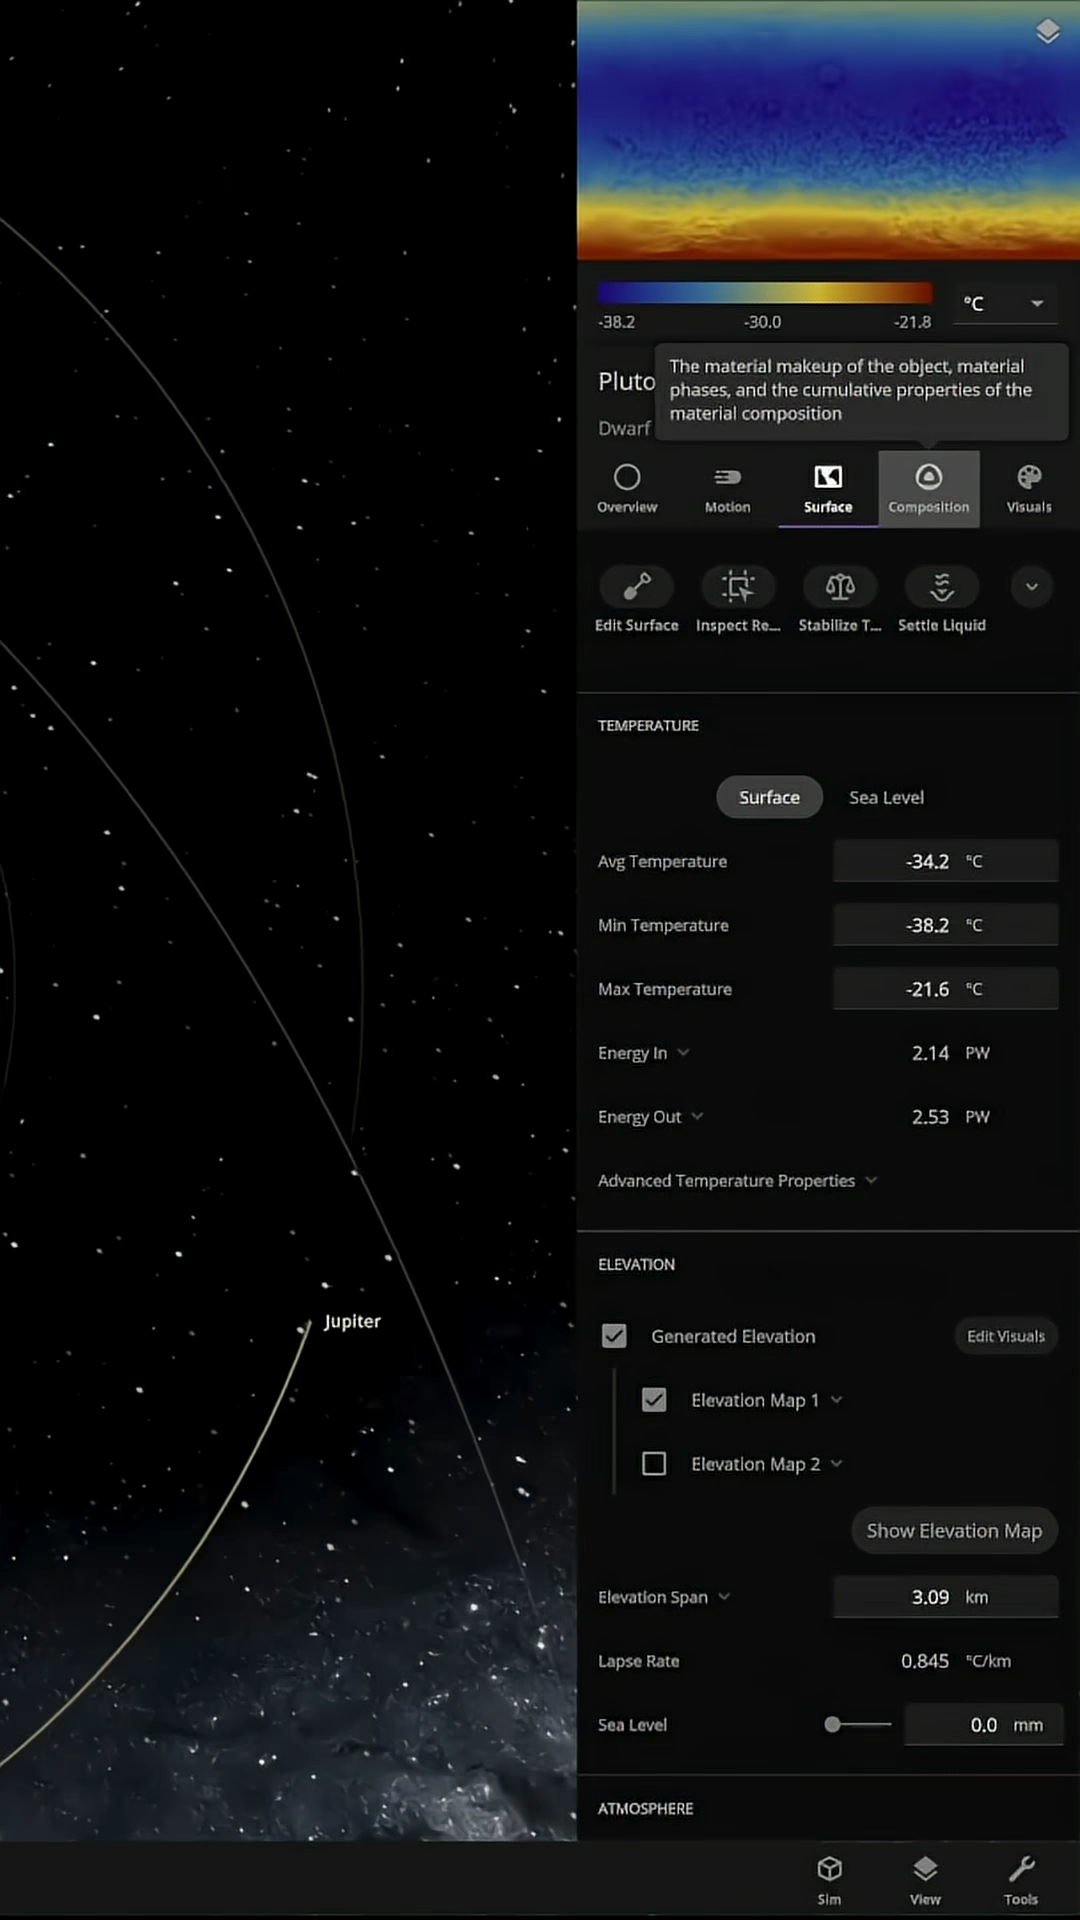 -38.2 -30.0 -21.8 °C
Pluto
The material makeup of the object, material
phases, and the cumulative properties of the
material composition
Dwarf
Overview Motion Surface Composition Visuals
Edit Surface Inspect Re... Stabilize T... Settle Liquid
TEMPERATURE
Surface Sea Level
Avg Temperature -34.2 °C
Min Temperature -38.2 °C
Max Temperature -21.6 °C
Energy In 2.14 PW
Energy Out 2.53 PW
Advanced Temperature Properties
ELEVATION
Jupiter
Generated Elevation Edit Visuals
Elevation Map 1
Elevation Map 2
Show Elevation Map
Elevation Span 3.09 km
Lapse Rate 0.845 °C/km
Sea Level 0.0 mm
ATMOSPHERE
Sim View Tools